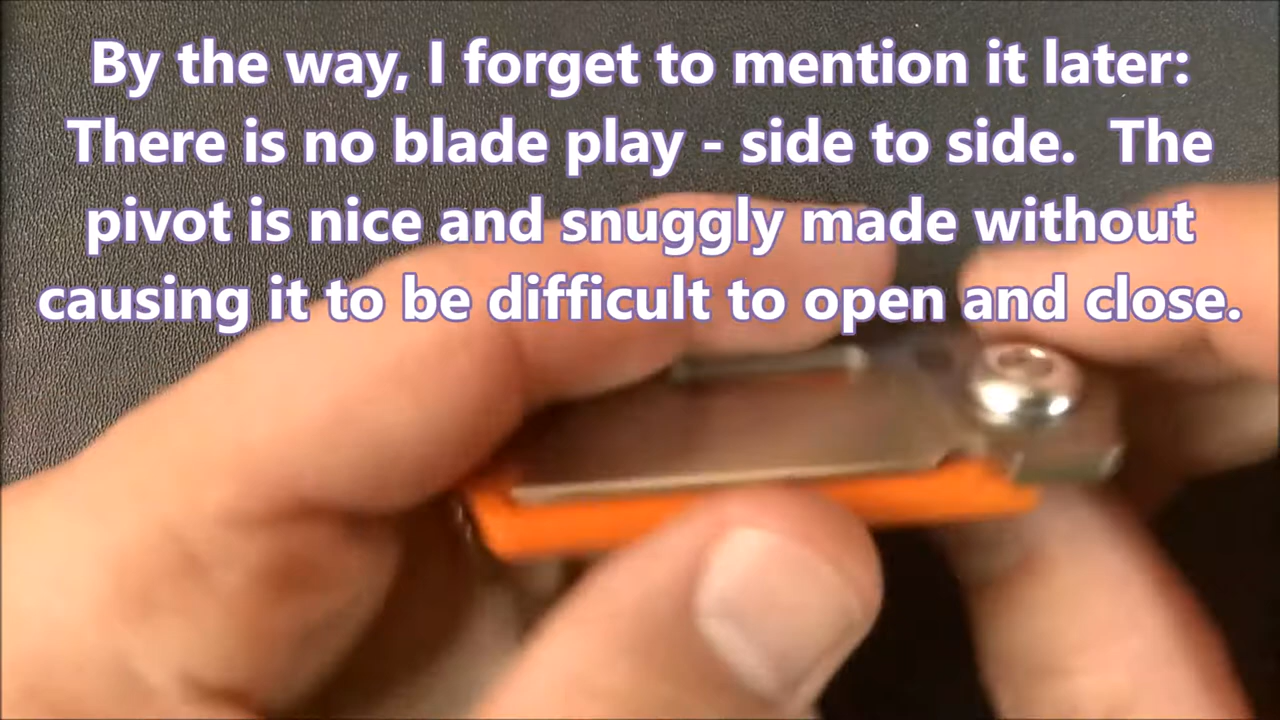 By the way, I forget to mention it later:
There is no blade play - side to side.  The
pivot is nice and snuggly made without
causing it to be difficult to open and close.